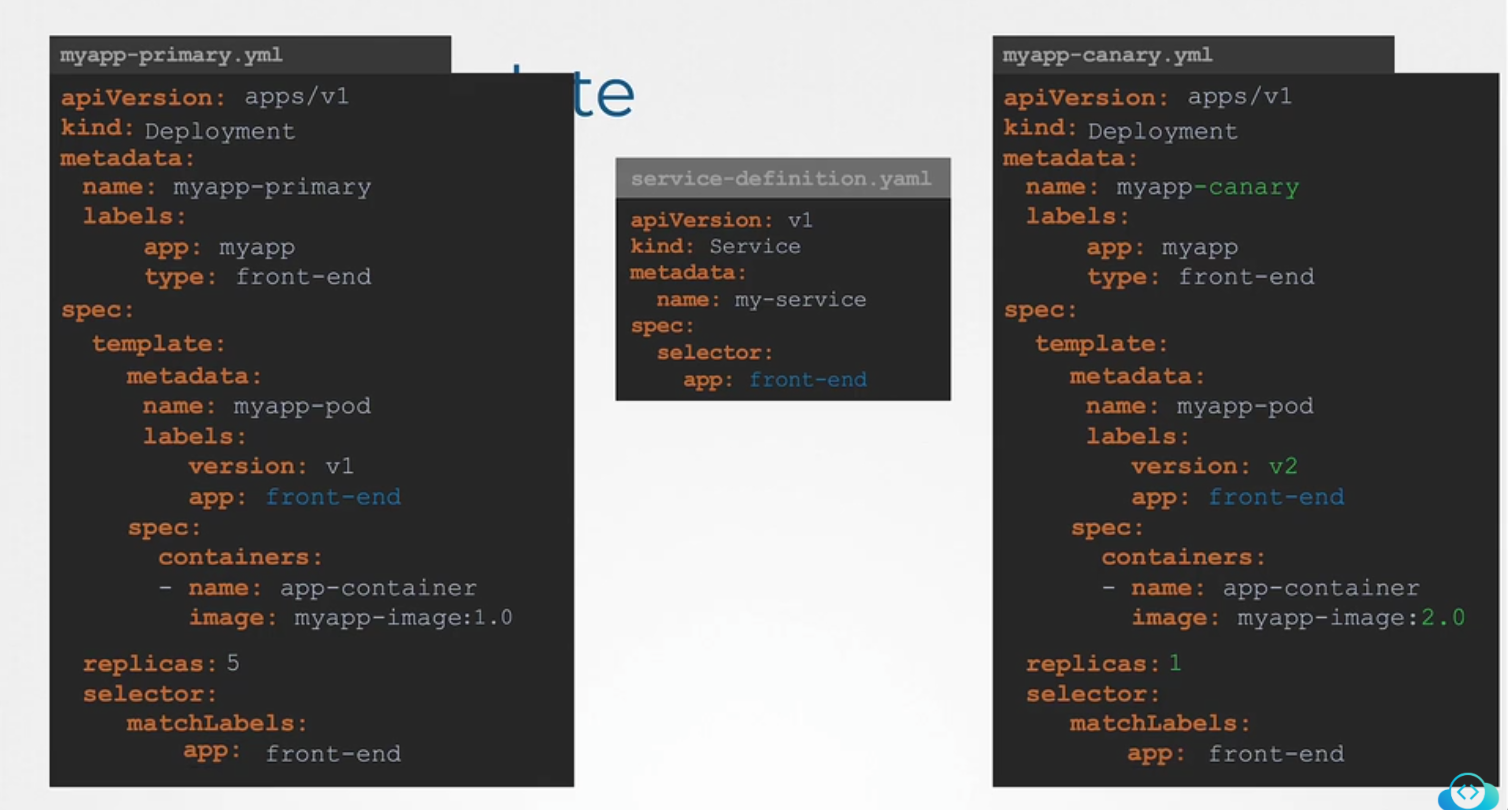 myapp-primary.yml
apiVersion: apps/v1
kind: Deployment
metadata:
name: myapp-primary
labels:
app: myapp
type: front-end
spec:
template:
metadata:
name: myapp-pod
labels:
version: v1
app: front-end
spec:
containers:
- name: app-container
image: myapp-image:1.0
replicas: 5
selector:
matchLabels:
app: front-end
service-definition.yaml
apiVersion: v1
kind: Service
metadata:
name: my-service
spec:
selector:
app: front-end
myapp-canary.yml
apiVersion: apps/v1
kind: Deployment
metadata:
name: myapp-canary
labels:
app: myapp
type: front-end
spec:
template:
metadata:
name: myapp-pod
labels:
version: v2
app: front-end
spec:
containers:
- name: app-container
image: myapp-image:2.0
replicas: 1
selector:
matchLabels:
app: front-end